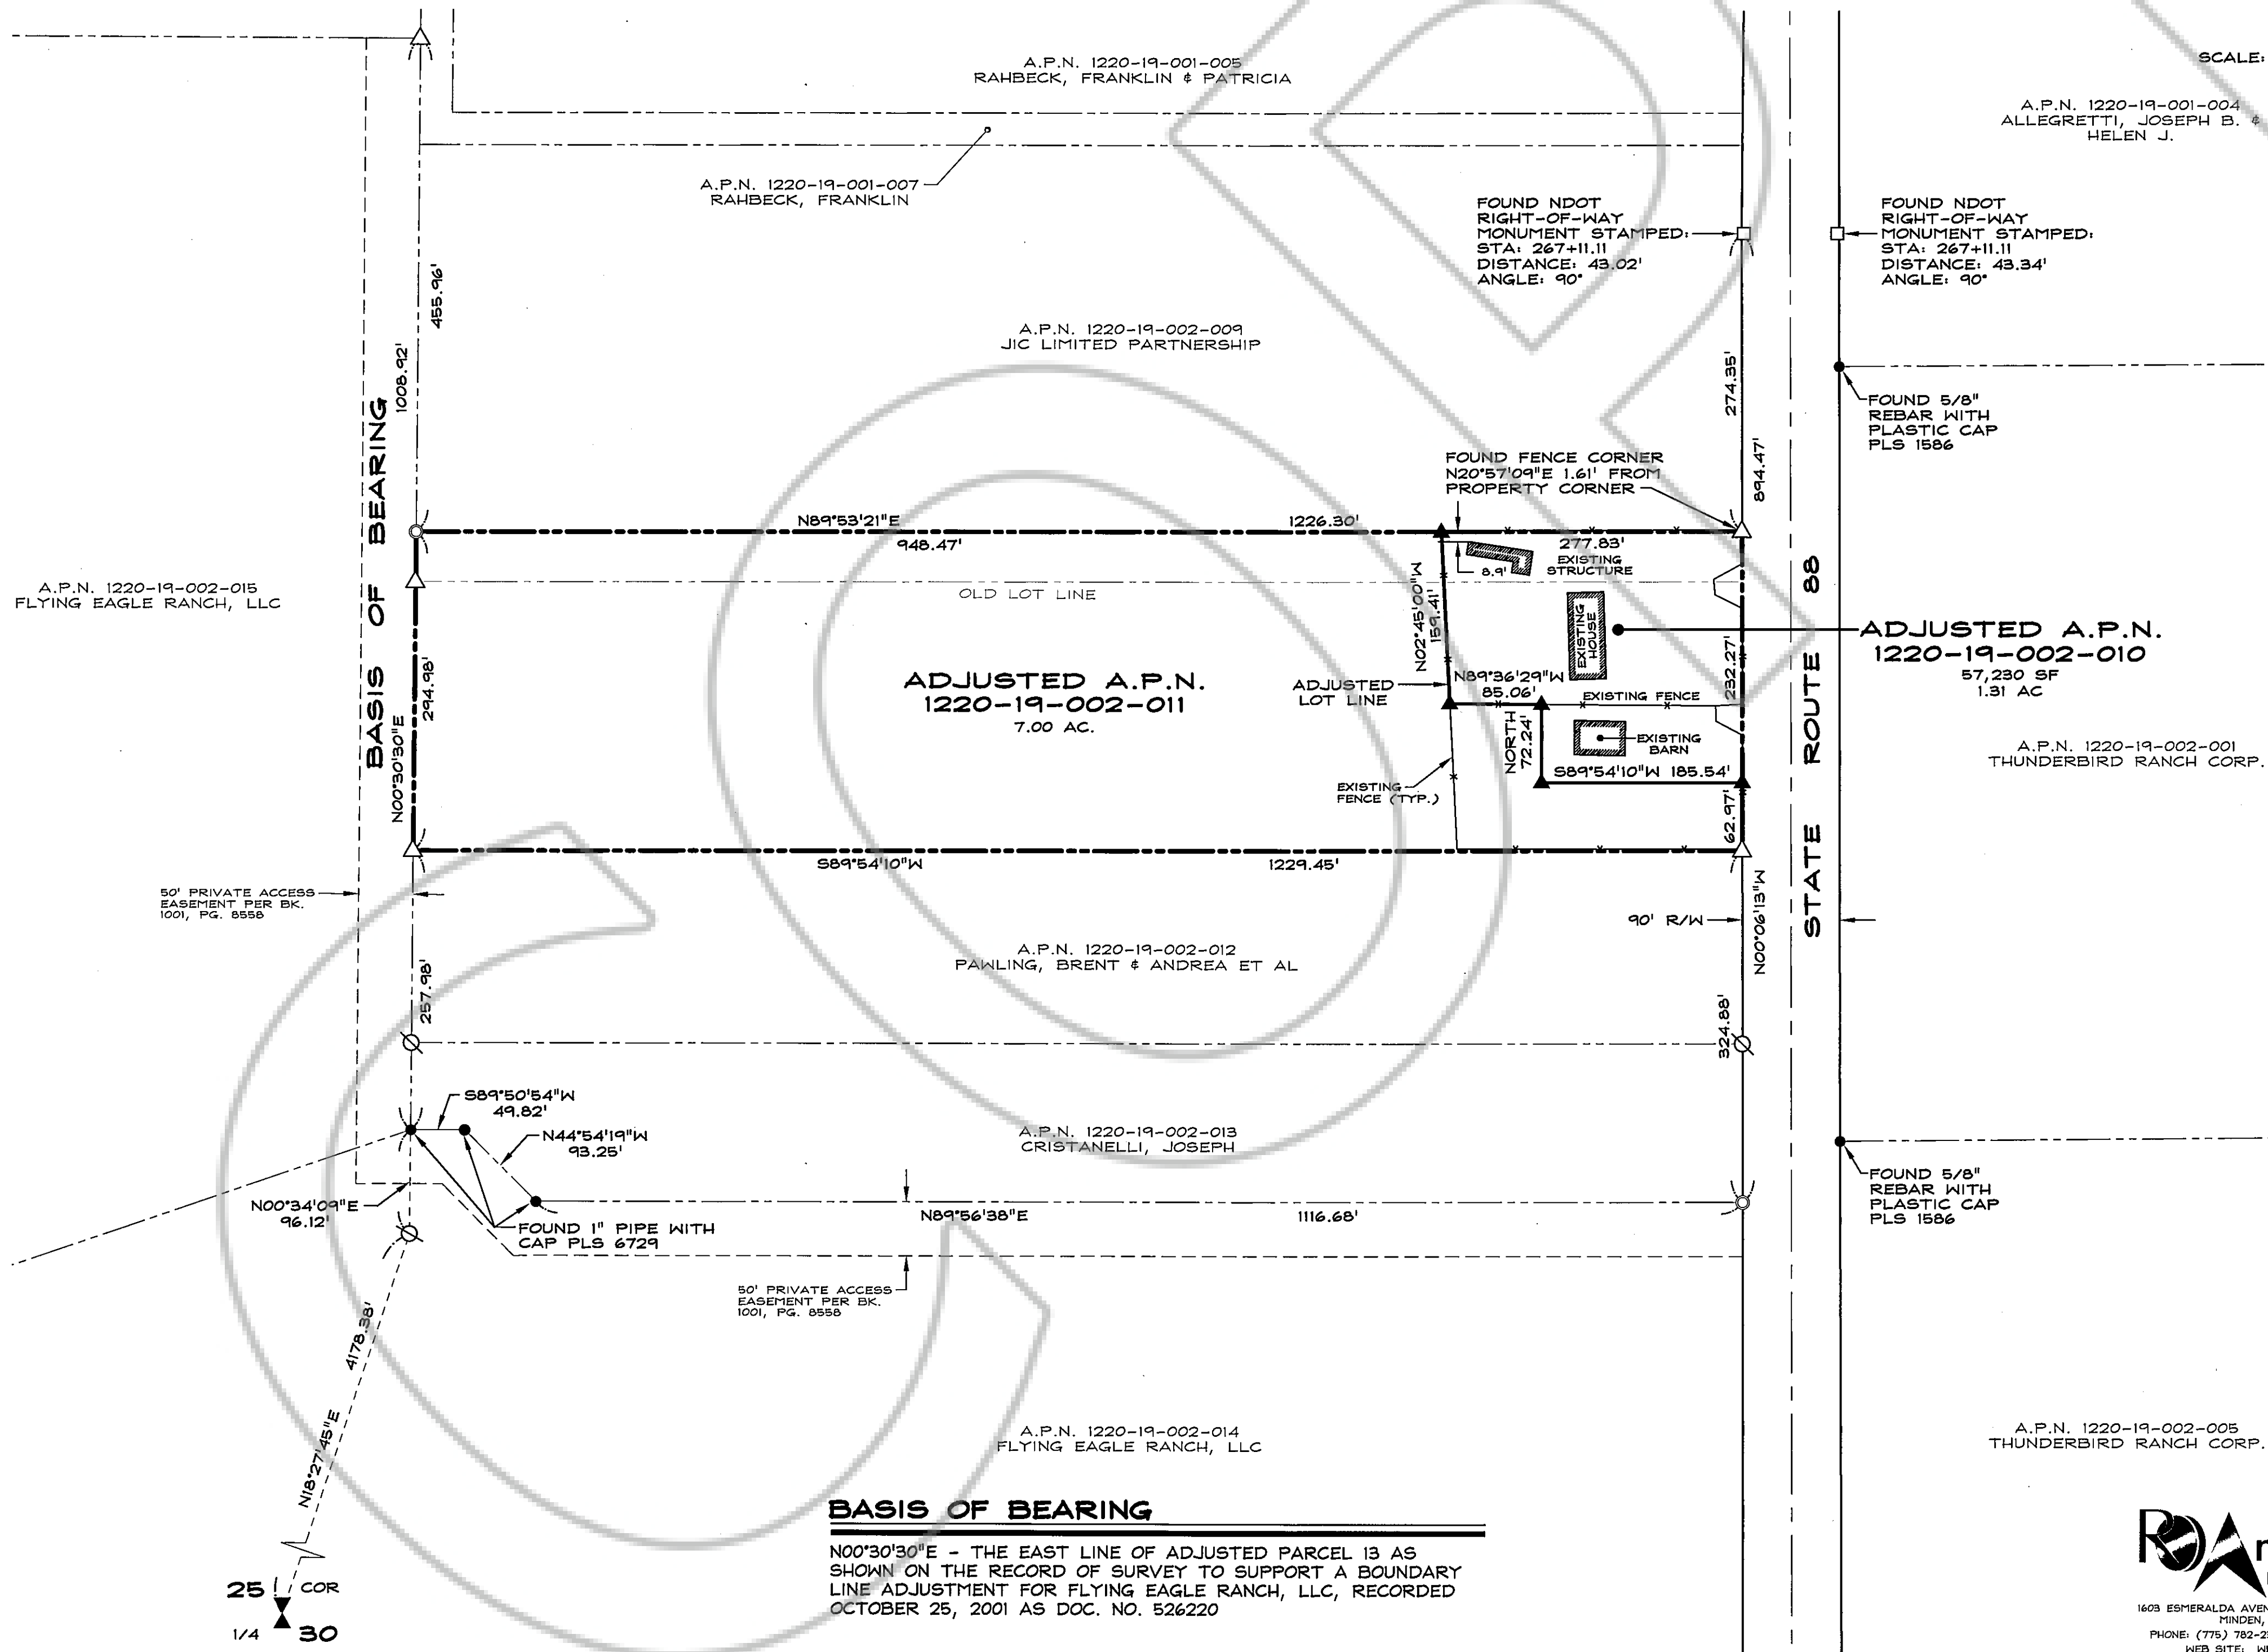 SCALE:
A.P.N. 1220-19-001-005
RAHBECK, FRANKLIN & PATRICIA
A.P.N. 1220-19-001-004
ALLEGRETTI, JOSEPH B. &
HELEN J.
A.P.N. 1220-19-001-007
RAHBECK, FRANKLIN
FOUND NDOT
RIGHT-OF-WAY
MONUMENT STAMPED:
STA: 267+11.11
DISTANCE: 43.02'
ANGLE: 90°
FOUND NDOT
RIGHT-OF-WAY
MONUMENT STAMPED:
STA: 267+11.11
DISTANCE: 43.34'
ANGLE: 90°
455.96'
1008.92'
A.P.N. 1220-19-002-009
JIC LIMITED PARTNERSHIP
274.35'
894.47'
FOUND 5/8"
REBAR WITH
PLASTIC CAP
PLS 1586
FOUND FENCE CORNER
N20°57'09"E 1.61' FROM
PROPERTY CORNER
BASIS OF BEARING
N89°53'21"E
1226.30'
948.47'
277.83'
EXISTING
STRUCTURE
8.9'
OLD LOT LINE
A.P.N. 1220-19-002-015
FLYING EAGLE RANCH, LLC
294.98'
N00°30'30"E
ADJUSTED A.P.N.
1220-19-002-011
7.00 AC.
N02°45'00"W
159.41'
EXISTING
HOUSE
ADJUSTED
LOT LINE
N89°36'29"W
85.06'
EXISTING FENCE
232.27'
ADJUSTED A.P.N.
1220-19-002-010
57,230 SF
1.31 AC
NORTH
72.24'
EXISTING
BARN
S89°54'10"W 185.54'
EXISTING
FENCE (TYP.)
62.97'
STATE ROUTE 88
A.P.N. 1220-19-002-001
THUNDERBIRD RANCH CORP.
S89°54'10"W
1229.45'
50' PRIVATE ACCESS
EASEMENT PER BK.
1001, PG. 8558
90' R/W
N00°06'13"W
257.98'
A.P.N. 1220-19-002-012
PAWLING, BRENT & ANDREA ET AL
324.88'
S89°50'54"W
49.82'
N44°54'19"W
93.25'
A.P.N. 1220-19-002-013
CRISTANELLI, JOSEPH
N00°34'09"E
96.12'
FOUND 1" PIPE WITH
CAP PLS 6729
N89°56'38"E
1116.68'
FOUND 5/8"
REBAR WITH
PLASTIC CAP
PLS 1586
50' PRIVATE ACCESS
EASEMENT PER BK.
1001, PG. 8558
4178.38'
N18°27'45"E
A.P.N. 1220-19-002-014
FLYING EAGLE RANCH, LLC
A.P.N. 1220-19-002-005
THUNDERBIRD RANCH CORP.
BASIS OF BEARING
N00°30'30"E - THE EAST LINE OF ADJUSTED PARCEL 13 AS
SHOWN ON THE RECORD OF SURVEY TO SUPPORT A BOUNDARY
LINE ADJUSTMENT FOR FLYING EAGLE RANCH, LLC, RECORDED
OCTOBER 25, 2001 AS DOC. NO. 526220
25 COR
1/4 30
1603 ESMERALDA
MINDEN,
PHONE: (775) 782-2
WEB SITE: